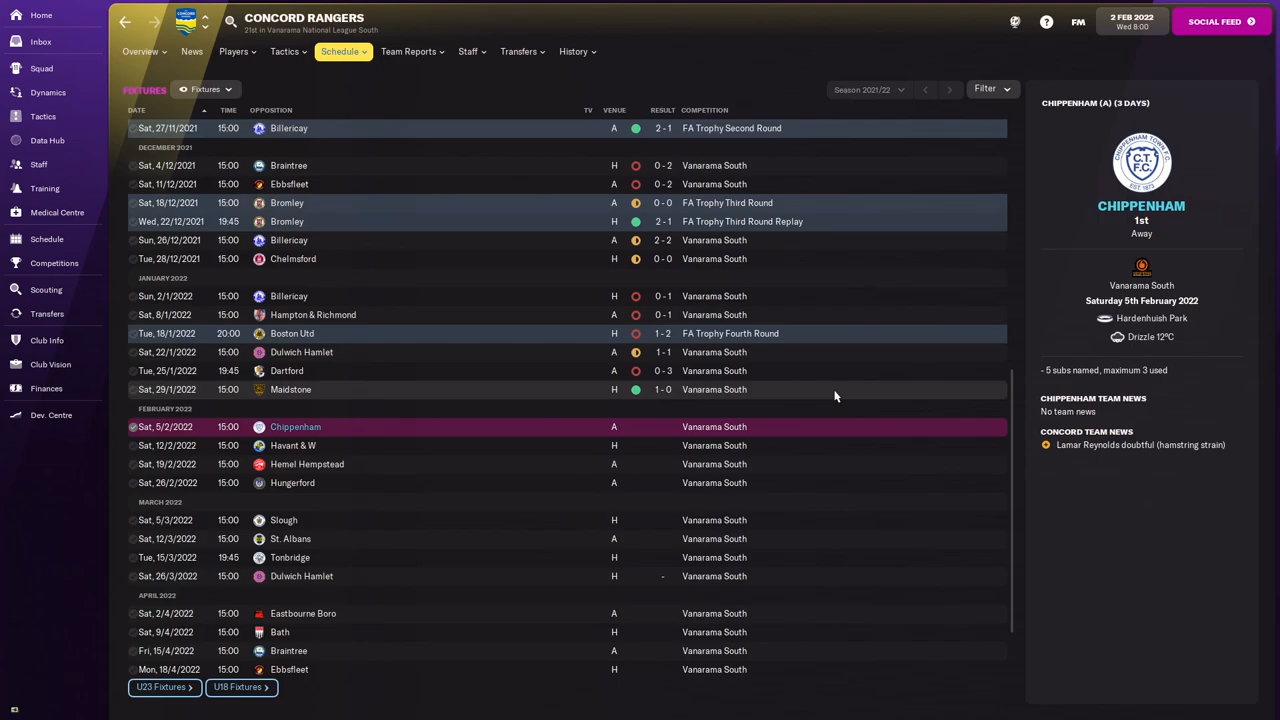 CONCORD RANGERS
21st in Vanarama National League South
FM
2 FEB 2022
Wed 8:00
SOCIAL FEED
Home
Inbox
Squad
Dynamics
Tactics
Data Hub
Staff
Training
Medical Centre
Schedule
Competitions
Scouting
Transfers
Club Info
Club Vision
Finances
Dev. Centre
Overview News Players Tactics Schedule Team Reports Staff Transfers History
FIXTURES Fixtures Season 2021/22 Filter
DATE TIME OPPOSITION TV VENUE RESULT COMPETITION
Sat, 27/11/2021 15:00 Billericay A 2 - 1 FA Trophy Second Round
DECEMBER 2021
Sat, 4/12/2021 15:00 Braintree H 0 - 2 Vanarama South
Sat, 11/12/2021 15:00 Ebbsfleet A 0 - 2 Vanarama South
Sat, 18/12/2021 15:00 Bromley A 0 - 0 FA Trophy Third Round
Wed, 22/12/2021 19:45 Bromley H 2 - 1 FA Trophy Third Round Replay
Sun, 26/12/2021 15:00 Billericay A 2 - 2 Vanarama South
Tue, 28/12/2021 15:00 Chelmsford H 0 - 0 Vanarama South
JANUARY 2022
Sun, 2/1/2022 15:00 Billericay H 0 - 1 Vanarama South
Sat, 8/1/2022 15:00 Hampton & Richmond A 0 - 1 Vanarama South
Tue, 18/1/2022 20:00 Boston Utd H 1 - 2 FA Trophy Fourth Round
Sat, 22/1/2022 15:00 Dulwich Hamlet A 1 - 1 Vanarama South
Tue, 25/1/2022 19:45 Dartford A 0 - 3 Vanarama South
Sat, 29/1/2022 15:00 Maidstone H 1 - 0 Vanarama South
FEBRUARY 2022
Sat, 5/2/2022 15:00 Chippenham A Vanarama South
Sat, 12/2/2022 15:00 Havant & W H Vanarama South
Sat, 19/2/2022 15:00 Hemel Hempstead A Vanarama South
Sat, 26/2/2022 15:00 Hungerford A Vanarama South
MARCH 2022
Sat, 5/3/2022 15:00 Slough H Vanarama South
Sat, 12/3/2022 15:00 St. Albans A Vanarama South
Tue, 15/3/2022 19:45 Tonbridge H Vanarama South
Sat, 26/3/2022 15:00 Dulwich Hamlet H - Vanarama South
APRIL 2022
Sat, 2/4/2022 15:00 Eastbourne Boro A Vanarama South
Sat, 9/4/2022 15:00 Bath H Vanarama South
Fri, 15/4/2022 15:00 Braintree A Vanarama South
Mon, 18/4/2022 15:00 Ebbsfleet H Vanarama South
U23 Fixtures U18 Fixtures
CHIPPENHAM (A) (3 DAYS)
CHIPPENHAM TOWN F.C.
C.T.
F.C.
EST. 1873
CHIPPENHAM
1st
Away
Vanarama South
Saturday 5th February 2022
Hardenhuish Park
Drizzle 12°C
- 5 subs named, maximum 3 used
CHIPPENHAM TEAM NEWS
No team news
CONCORD TEAM NEWS
Lamar Reynolds doubtful (hamstring strain)